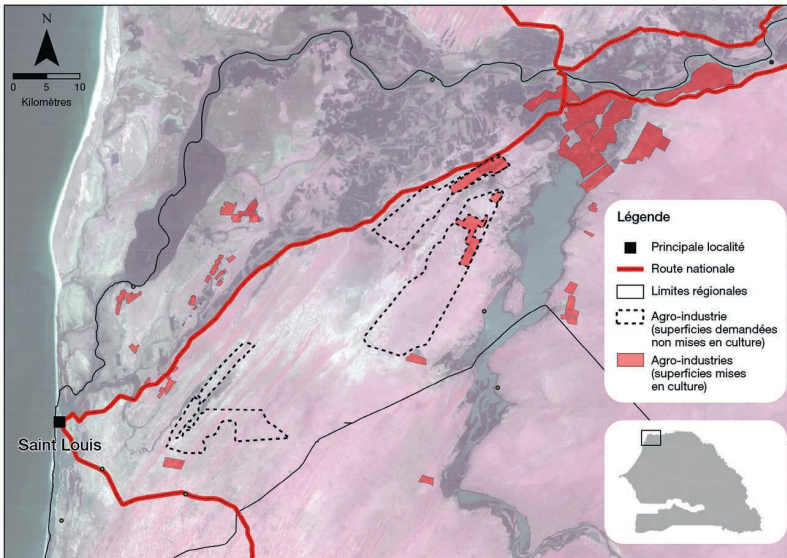 N
0 5 10
Kilomètres
Saint Louis
Légende
Principale localité
Route nationale
Limites régionales
Agro-industrie
(superficies demandées
non mises en culture)
Agro-industries
(superficies mises
en culture)